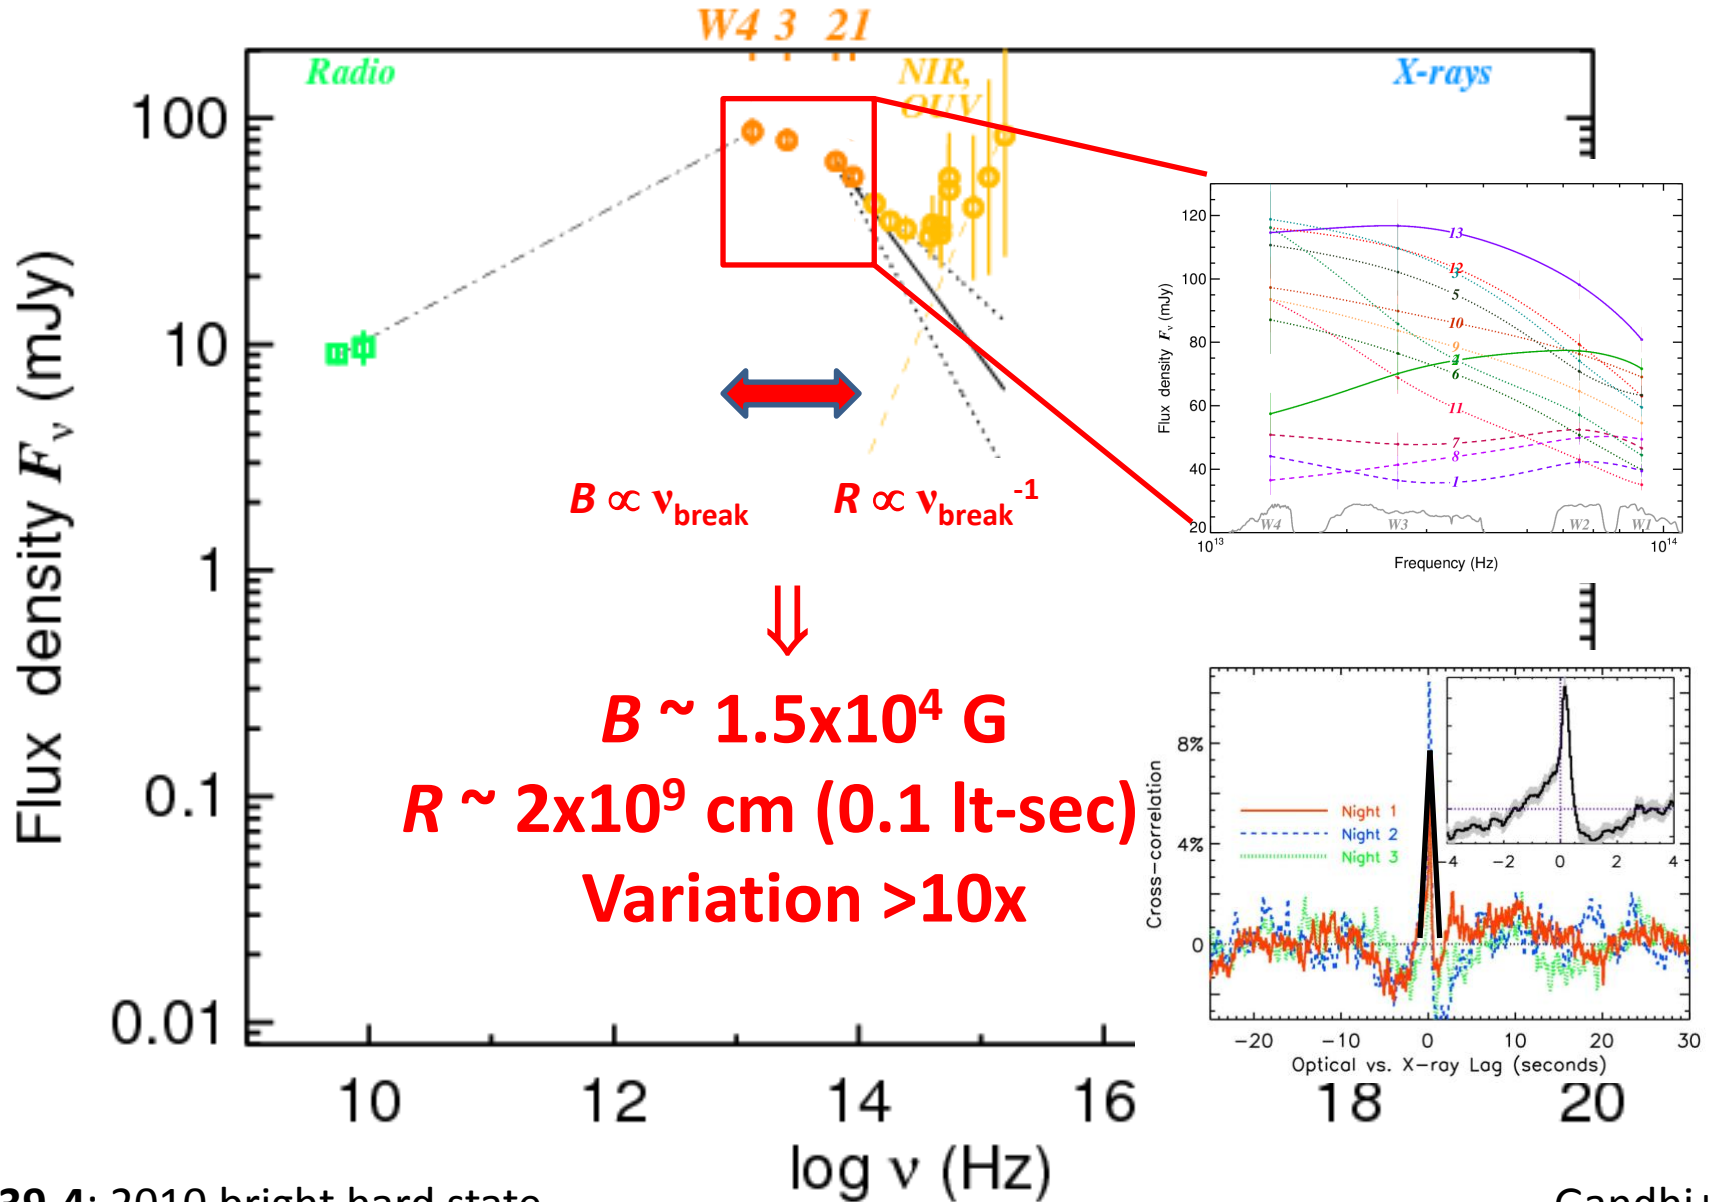 W4 3 21
Radio
NIR,
OUV
X-rays
100
10
1
0.1
0.01
Flux density Fν (mJy)
B ∝ νbreak
R ∝ νbreak-1
⇓
B ~ 1.5x10⁴ G
R ~ 2x10⁹ cm (0.1 lt-sec)
Variation >10x
10 12 14 16 18 20
log ν (Hz)
120
100
80
60
40
20
Flux density Fν (mJy)
13
12
5
10
9
6
11
7
8
1
W4 W3 W2 W1
10¹³ 10¹⁴
Frequency (Hz)
8%
4%
0
Cross-correlation
Night 1
Night 2
Night 3
-4 -2 0 2 4
-20 -10 0 10 20 30
Optical vs. X-ray Lag (seconds)
39-4: 2010 bright hard state
Gandhi+